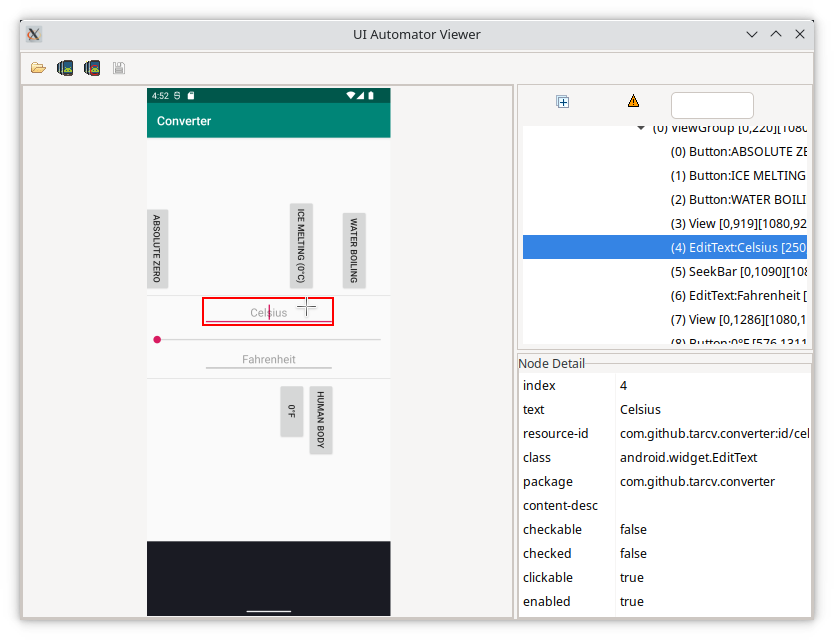 UI Automator Viewer
4:52
Converter
ABSOLUTE ZERO
ICE MELTING (0°C)
WATER BOILING
Celsius
Fahrenheit
0°F
HUMAN BODY
(0) ViewGroup [0,220][1080
(0) Button:ABSOLUTE ZE
(1) Button:ICE MELTING
(2) Button:WATER BOILI
(3) View [0,919][1080,92
(4) EditText:Celsius [250
(5) SeekBar [0,1090][108
(6) EditText:Fahrenheit [
(7) View [0,1286][1080,1
(8) Button:0°F [576,1311
Node Detail
index 4
text Celsius
resource-id com.github.tarcv.converter:id/cel
class android.widget.EditText
package com.github.tarcv.converter
content-desc
checkable false
checked false
clickable true
enabled true